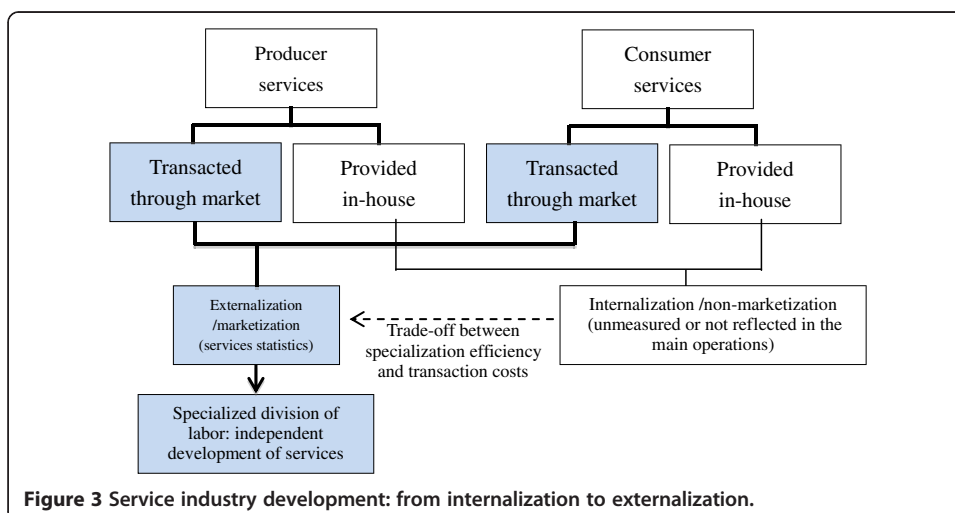 Producer
services
Consumer
services
Transacted
through market
Provided
in-house
Transacted
through market
Provided
in-house
Externalization
/marketization
(services statistics)
Trade-off between
specialization efficiency
and transaction costs
Internalization /non-marketization
(unmeasured or not reflected in the
main operations)
Specialized division of
labor: independent
development of services
Figure 3 Service industry development: from internalization to externalization.